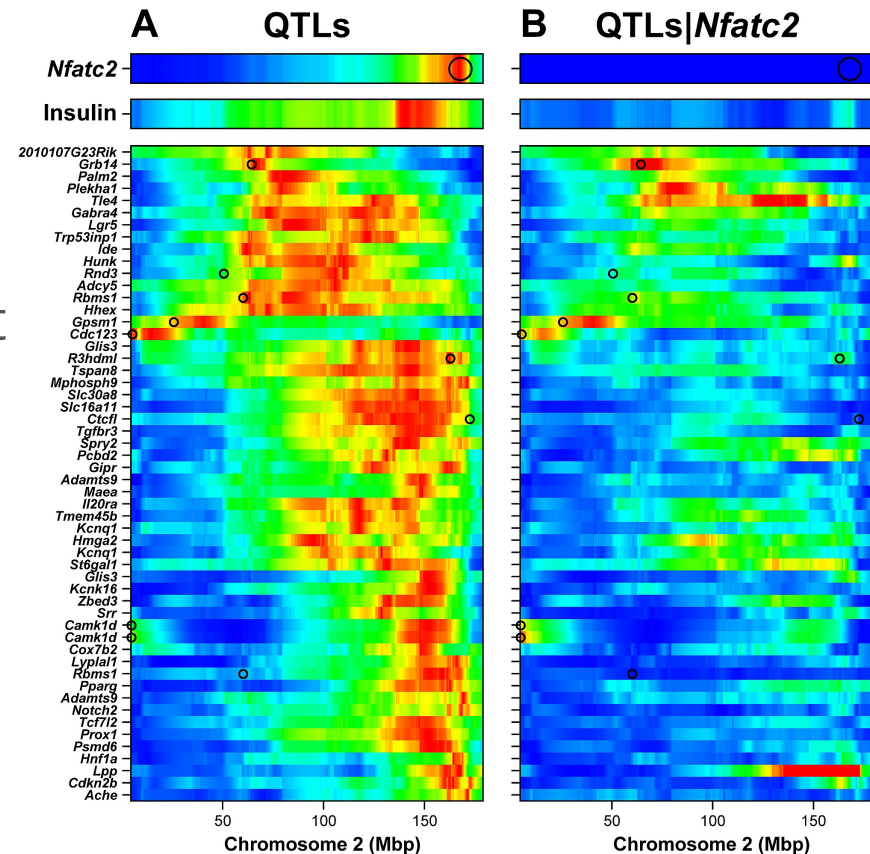 A QTLs B QTLs|Nfatc2
Nfatc2
Insulin
2010107G23Rik
Grb14
Palm2
Plekha1
Tle4
Gabra4
Lgr5
Trp53inp1
Ide
Hunk
Rnd3
Adcy5
Rbms1
Hhex
Gpsm1
Cdc123
Glis3
R3hdml
Tspan8
Mphosph9
Slc30a8
Slc16a11
Ctcfl
Tgfbr3
Spry2
Pcbd2
Gipr
Adamts9
Maea
Il20ra
Tmem45b
Kcnq1
Hmga2
Kcnq1
St6gal1
Glis3
Kcnk16
Zbed3
Srr
Camk1d
Camk1d
Cox7b2
Lyplal1
Rbms1
Pparg
Adamts9
Notch2
Tcf7l2
Prox1
Psmd6
Hnf1a
Lpp
Cdkn2b
Ache
50 100 150 50 100 150
Chromosome 2 (Mbp) Chromosome 2 (Mbp)